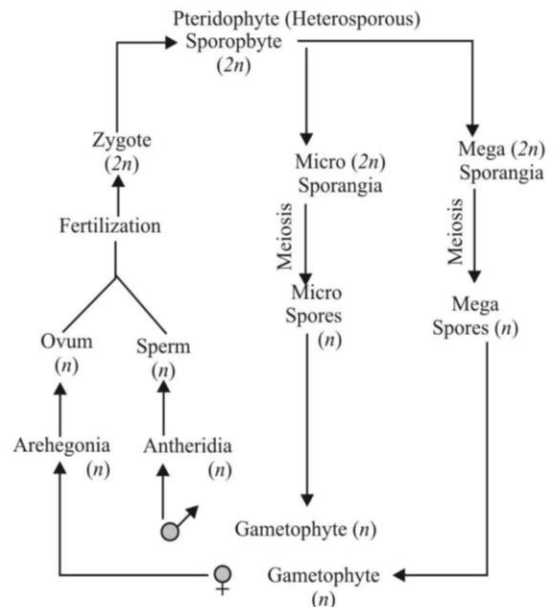 Pteridophyte (Heterosporous)
Sporopbyte
(2n)
Zygote
(2n)
Fertilization
Ovum
(n)
Sperm
(n)
Arehegonia
(n)
Antheridia
(n)
Micro (2n)
Sporangia
Meiosis
Micro
Spores
(n)
Mega (2n)
Sporangia
Meiosis
Mega
Spores (n)
♂
Gametophyte (n)
♀
Gametophyte
(n)